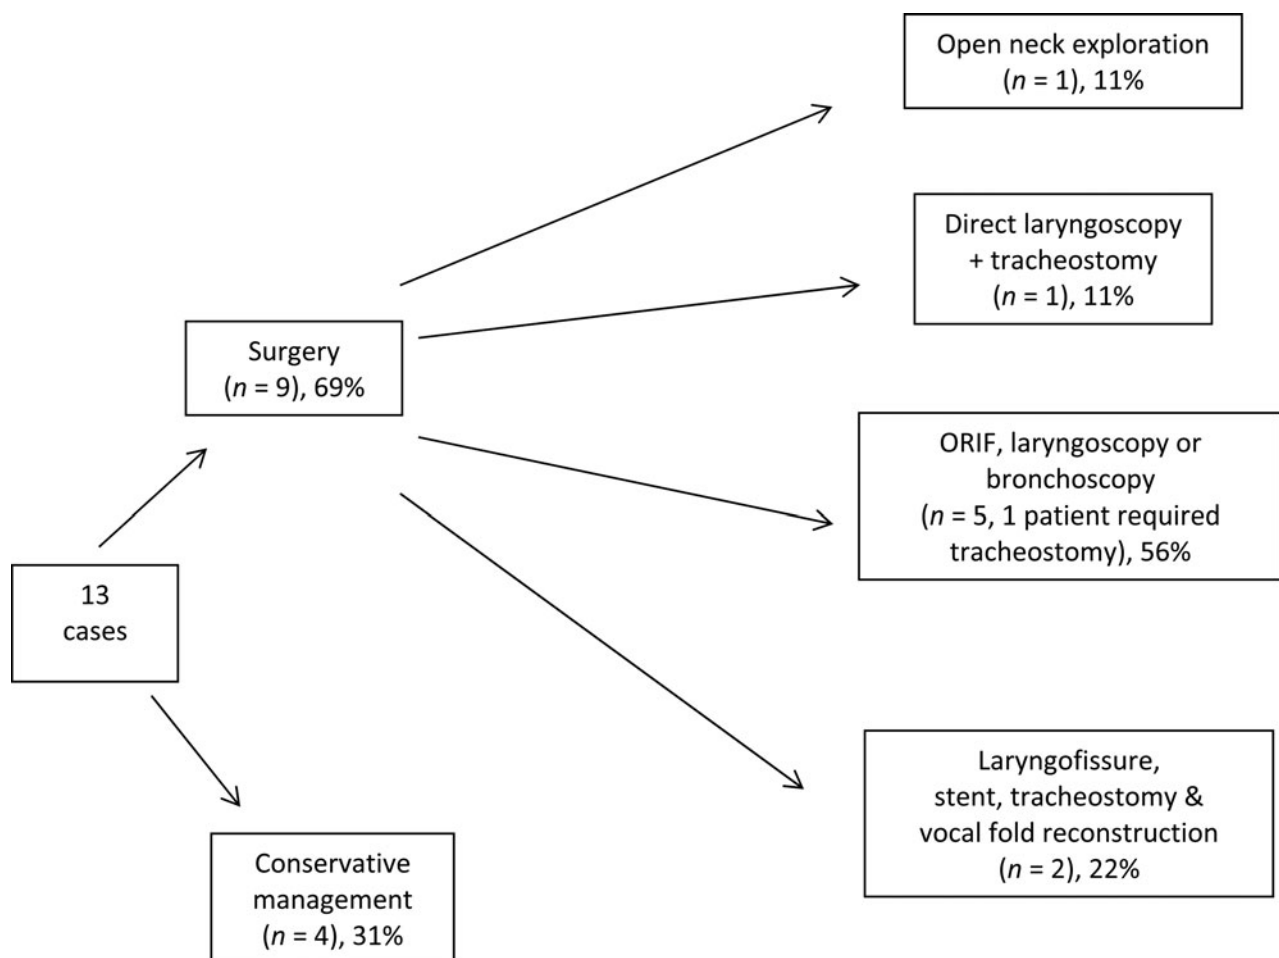 Open neck exploration
(n = 1), 11%
Direct laryngoscopy
+ tracheostomy
(n = 1), 11%
Surgery
(n = 9), 69%
ORIF, laryngoscopy or
bronchoscopy
(n = 5, 1 patient required
tracheostomy), 56%
13
cases
Laryngofissure,
stent, tracheostomy &
vocal fold reconstruction
(n = 2), 22%
Conservative
management
(n = 4), 31%